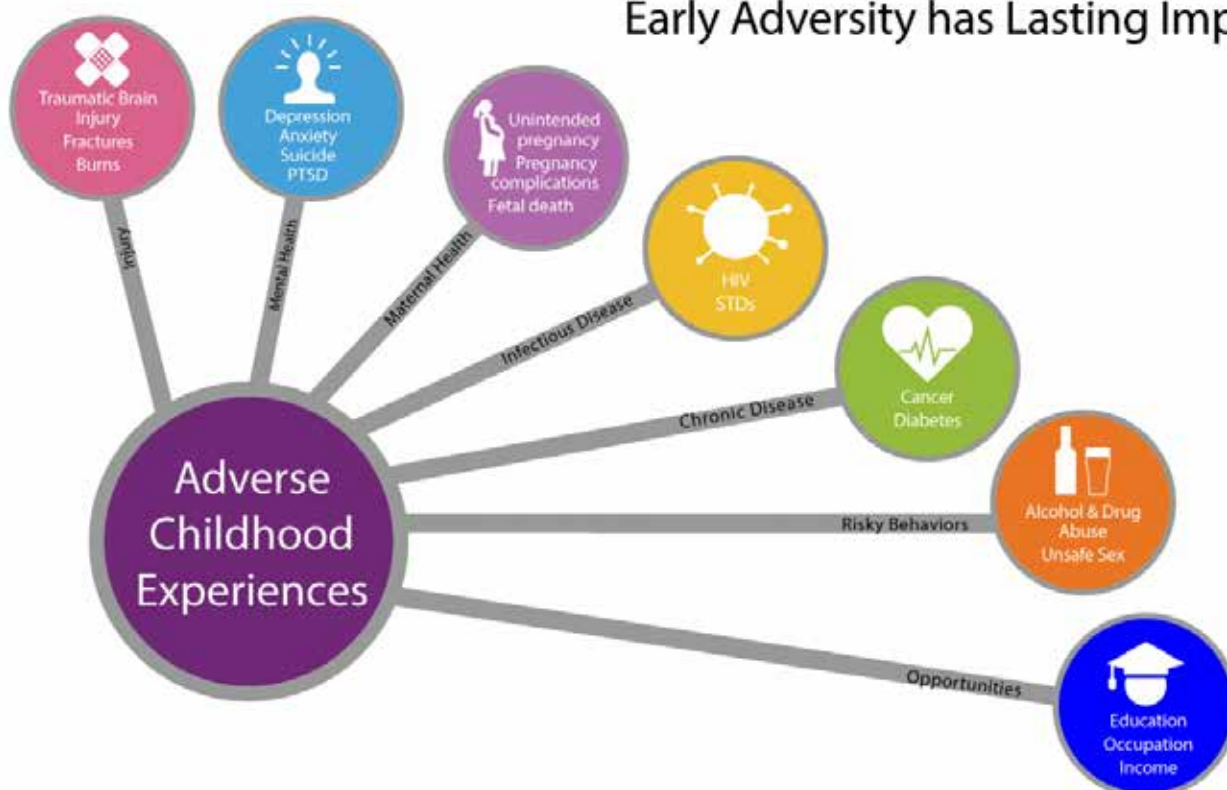 Early Adversity has Lasting Imp
Traumatic Brain
Injury
Fractures
Burns
Injury
Depression
Anxiety
Suicide
PTSD
Mental Health
Unintended
pregnancy
Pregnancy
complications
Fetal death
Maternal Health
HIV
STDs
Infectious Disease
Cancer
Diabetes
Chronic Disease
Alcohol & Drug
Abuse
Unsafe Sex
Risky Behaviors
Education
Occupation
Income
Opportunities
Adverse
Childhood
Experiences